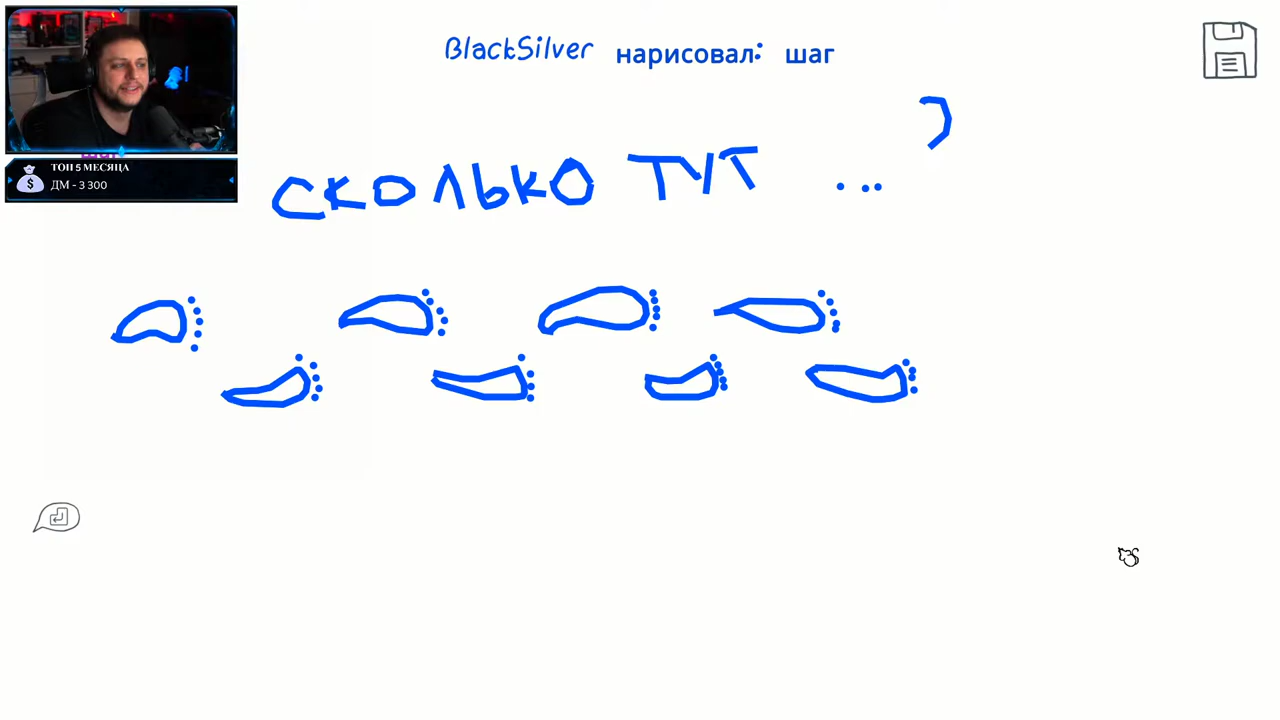 BlackSilver нарисовал: шаг
СКОЛЬКО ТУТ ...?
ТОП 5 МЕСЯЦА
ДМ - 3 300